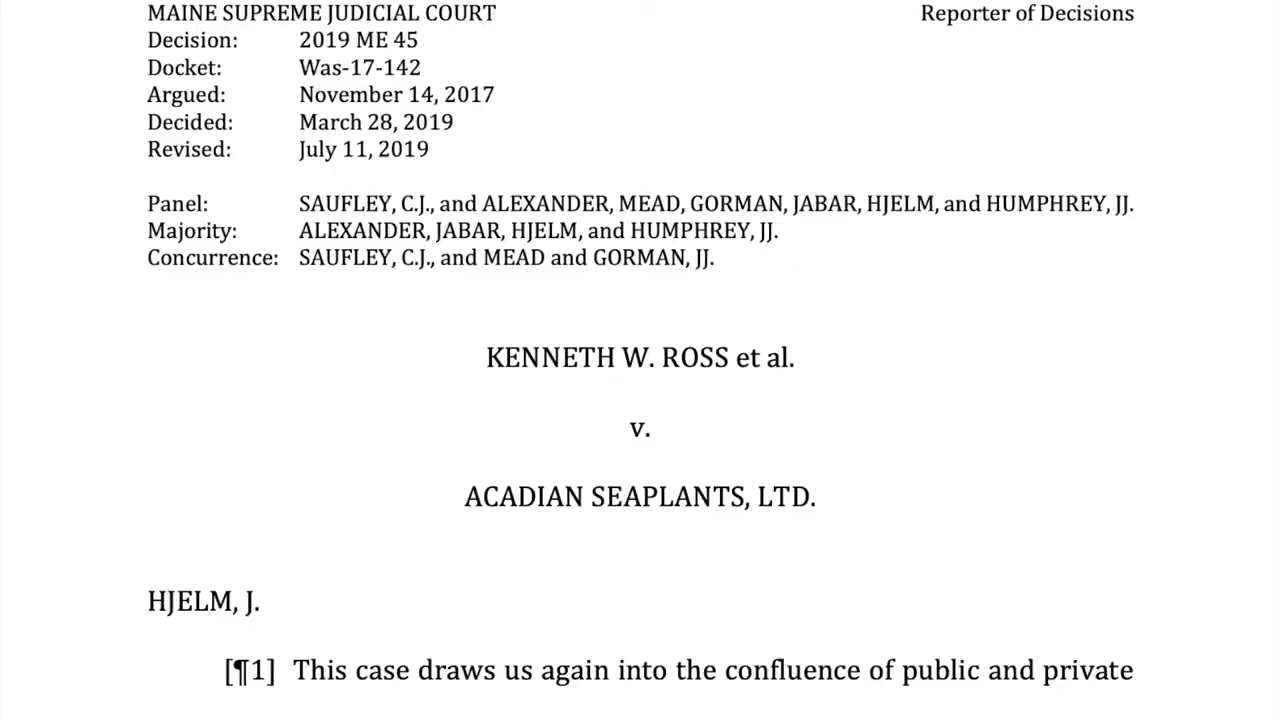 MAINE SUPREME JUDICIAL COURT Reporter of Decisions
Decision: 2019 ME 45
Docket: Was-17-142
Argued: November 14, 2017
Decided: March 28, 2019
Revised: July 11, 2019
Panel: SAUFLEY, C.J., and ALEXANDER, MEAD, GORMAN, JABAR, HJELM, and HUMPHREY, JJ.
Majority: ALEXANDER, JABAR, HJELM, and HUMPHREY, JJ.
Concurrence: SAUFLEY, C.J., and MEAD and GORMAN, JJ.
KENNETH W. ROSS et al.
v.
ACADIAN SEAPLANTS, LTD.
HJELM, J.
[¶1] This case draws us again into the confluence of public and private